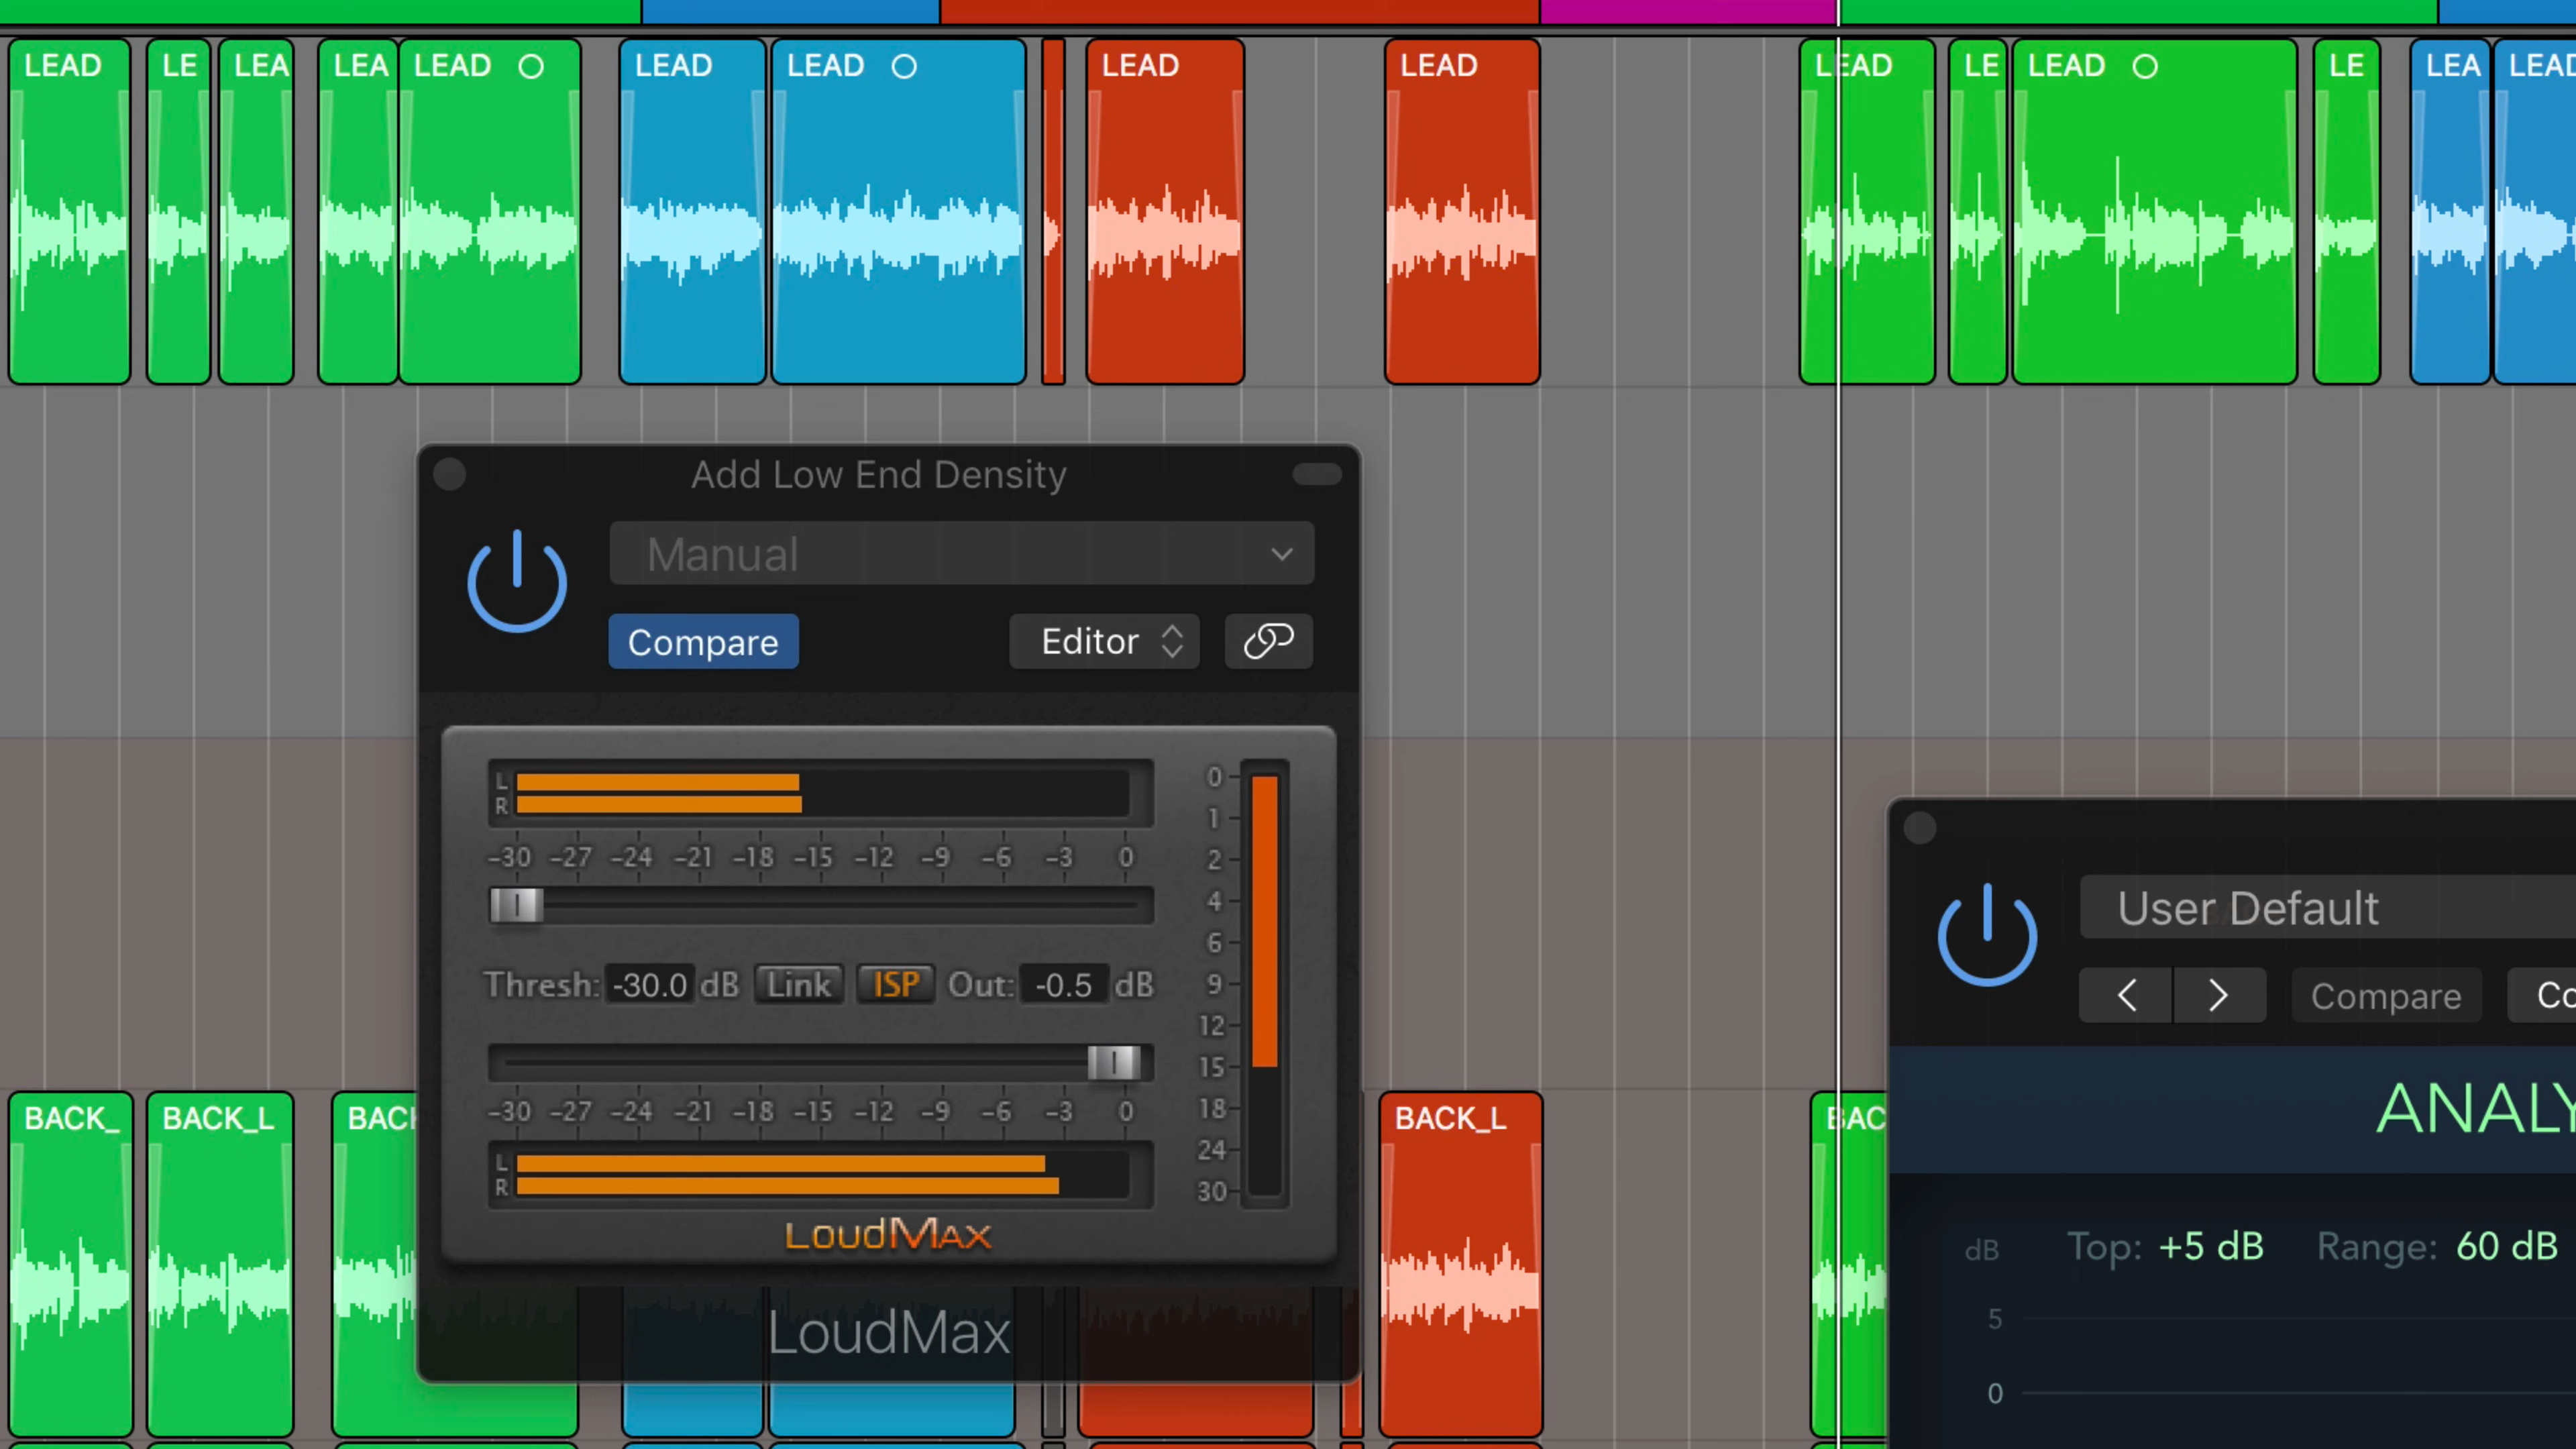 LEAD LE LEA LEA LEAD LEAD LEAD LEAD LEAD LEAD LE LEAD LE LEA LEAD
Add Low End Density
Manual
Compare Editor
L
R
-30 -27 -24 -21 -18 -15 -12 -9 -6 -3 0
Thresh: -30.0 dB Link ISP Out: -0.5 dB
-30 -27 -24 -21 -18 -15 -12 -9 -6 -3 0
L
R
LOUDMAX
0
1
2
4
6
9
12
15
18
24
30
LoudMax
User Default
Compare Co
ANALY
dB Top: +5 dB Range: 60 dB
5
0
BACK_ BACK_L BACK BACK_L BAC